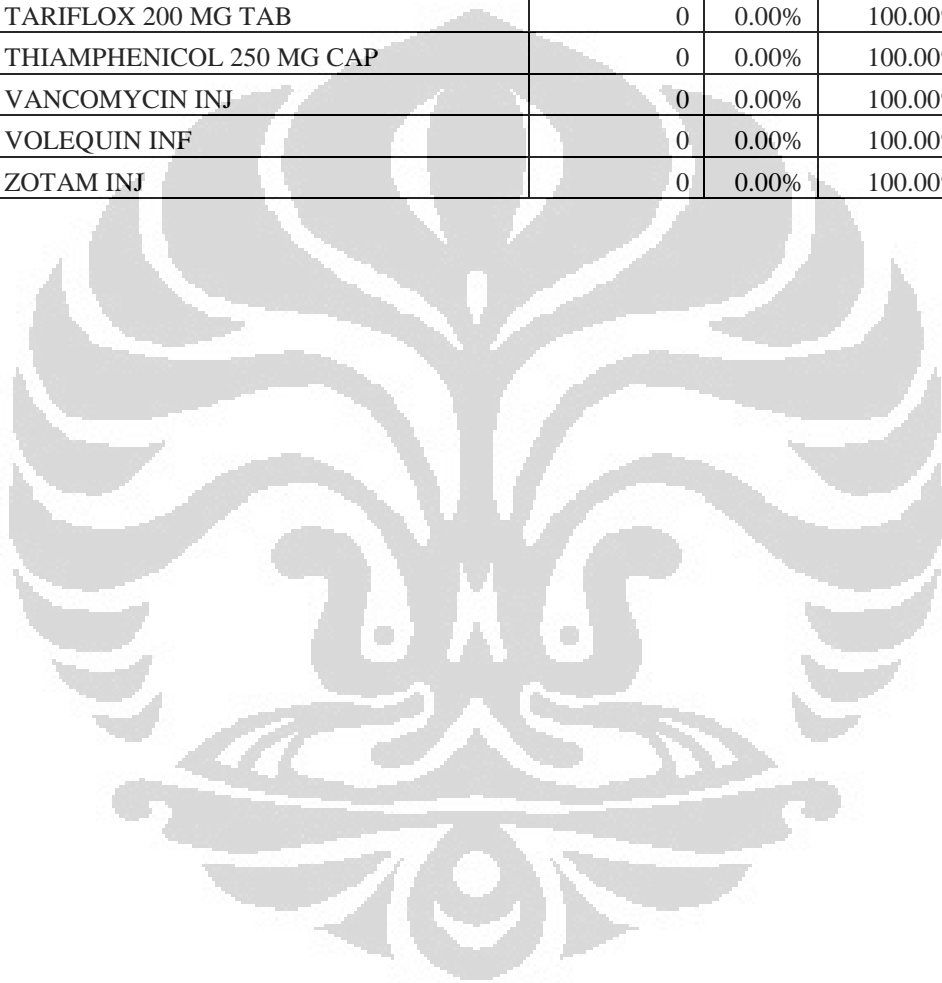 TARIFLOX 200 MG TAB 0 0.00% 100.00
THIAMPHENICOL 250 MG CAP 0 0.00% 100.00
VANCOMYCIN INJ 0 0.00% 100.00
VOLEQUIN INF 0 0.00% 100.00
ZOTAM INJ 0 0.00% 100.00